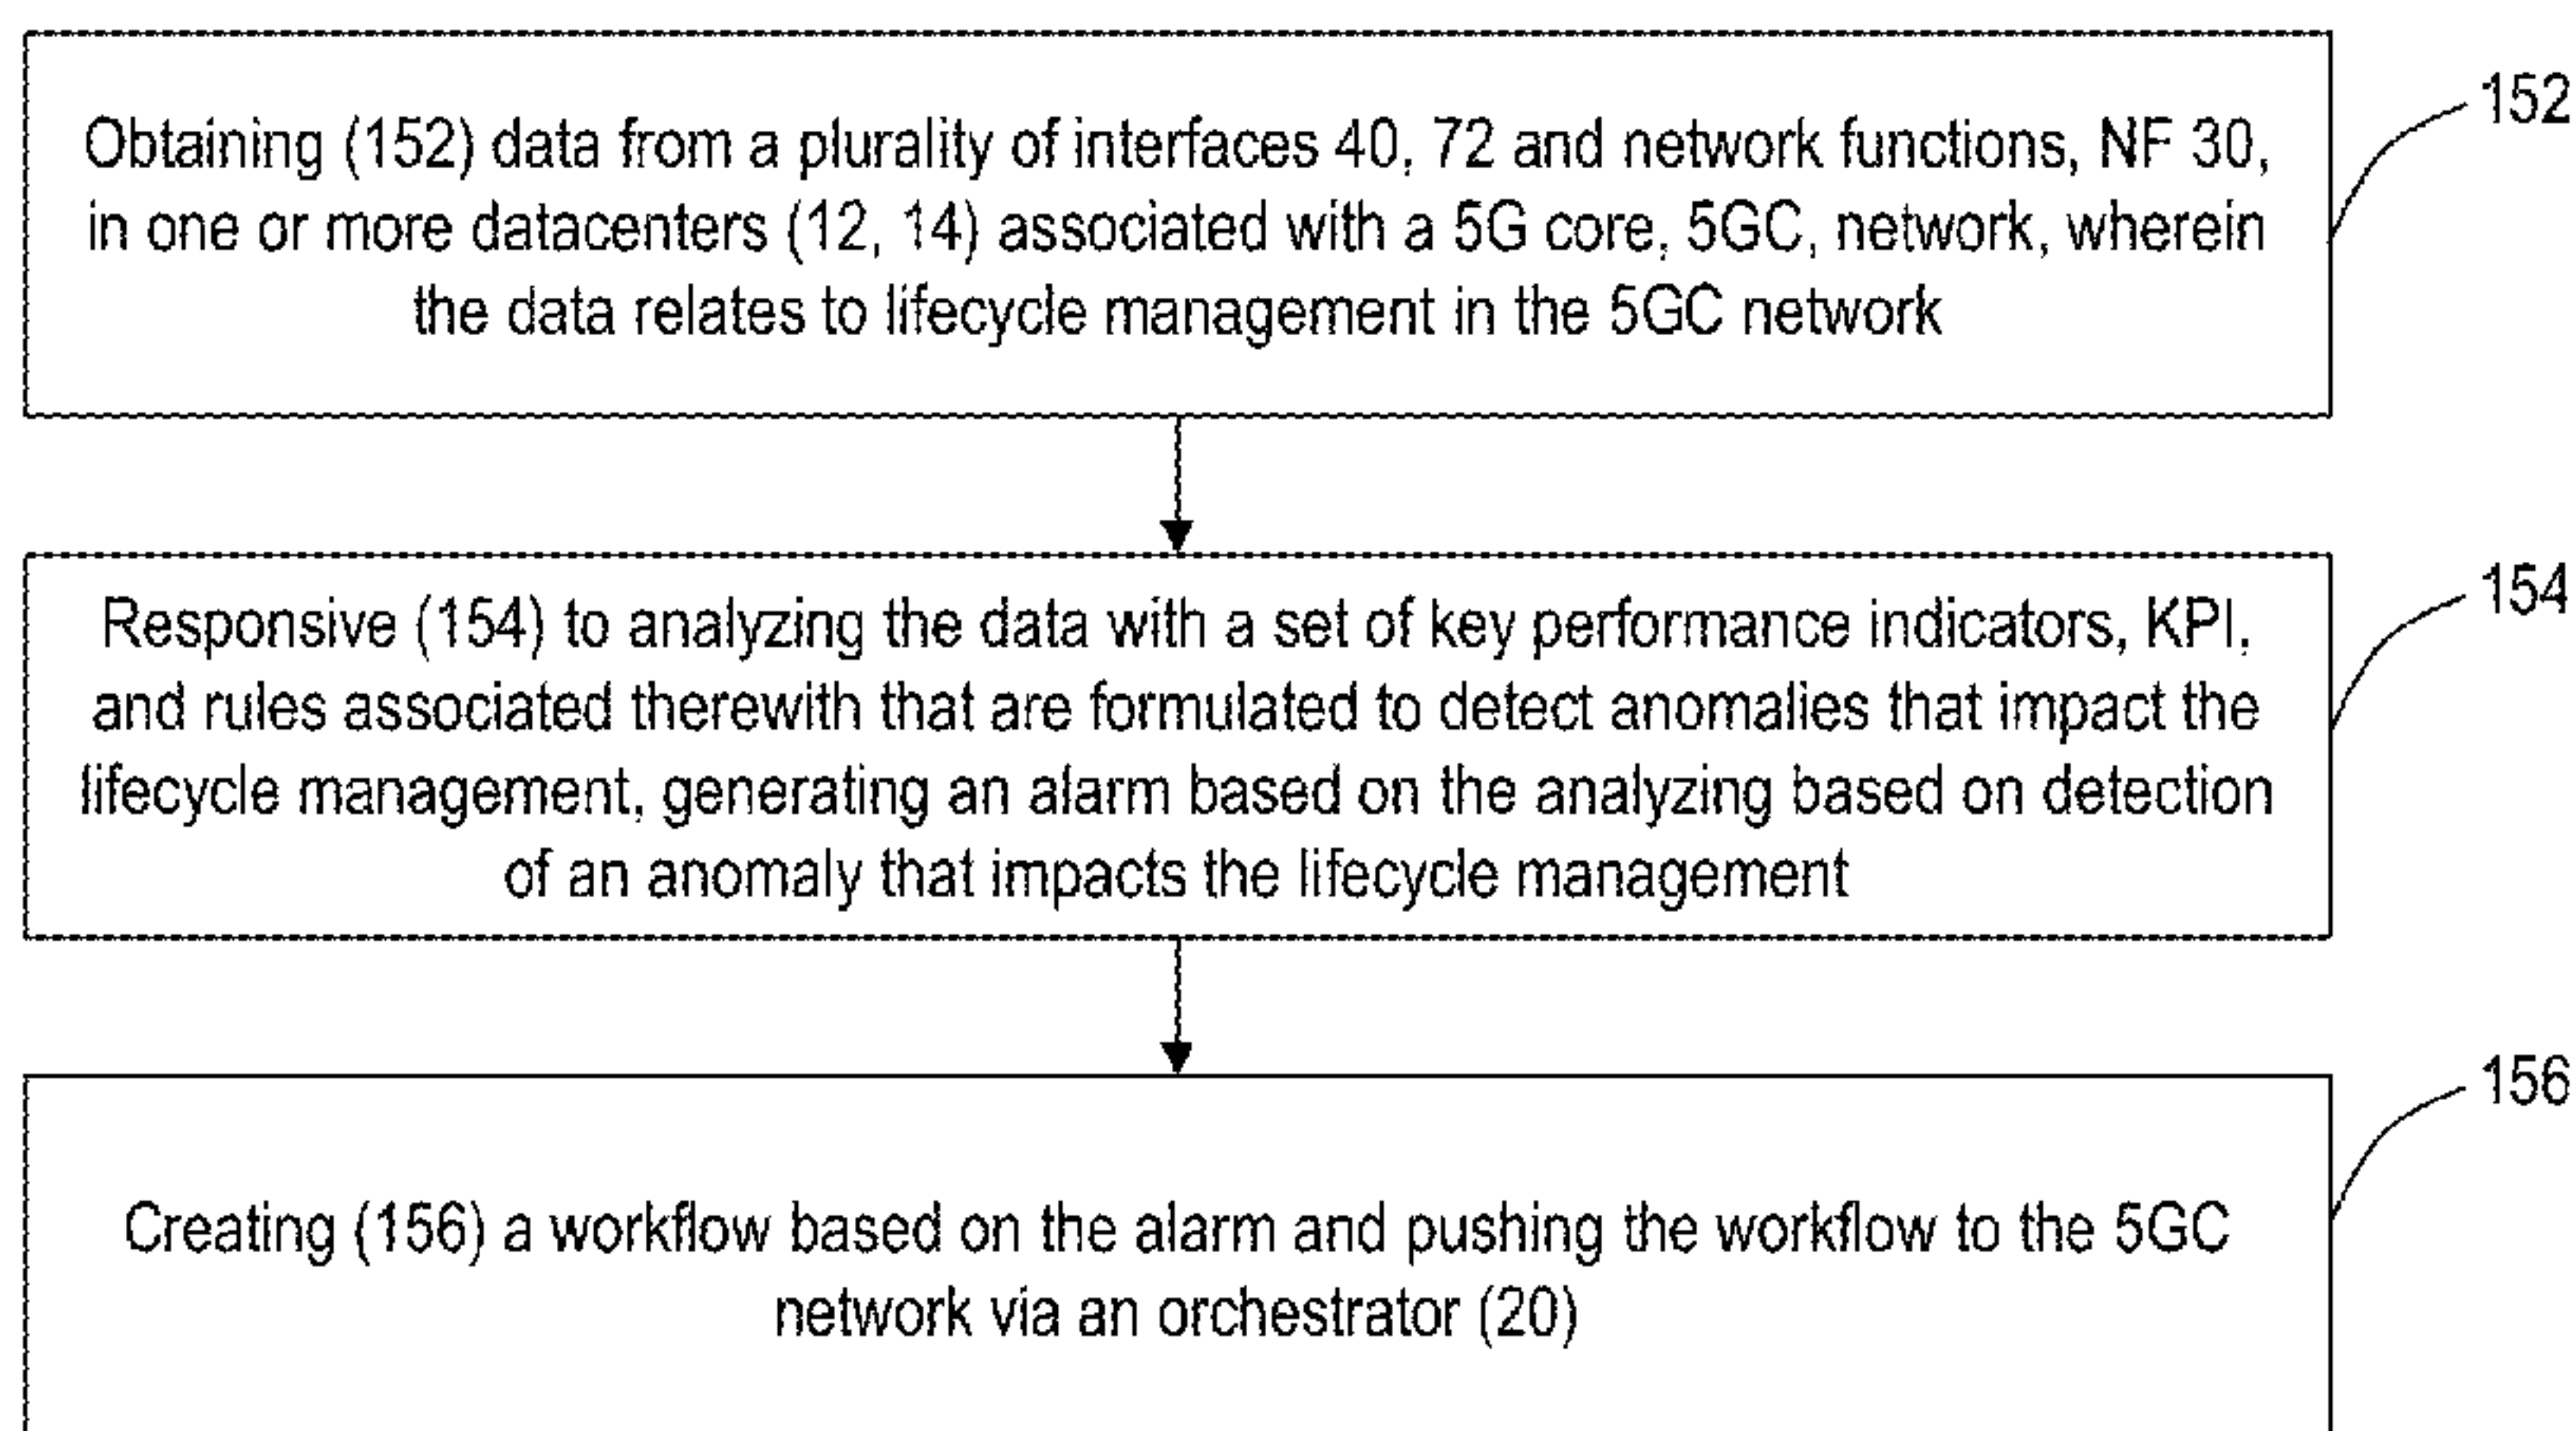 Obtaining (152) data from a plurality of interfaces 40, 72 and network functions, NF 30,
in one or more datacenters (12, 14) associated with a 5G core, 5GC, network, wherein
the data relates to lifecycle management in the 5GC network
152
Responsive (154) to analyzing the data with a set of key performance indicators, KPI,
and rules associated therewith that are formulated to detect anomalies that impact the
lifecycle management, generating an alarm based on the analyzing based on detection
of an anomaly that impacts the lifecycle management
154
Creating (156) a workflow based on the alarm and pushing the workflow to the 5GC
network via an orchestrator (20)
156